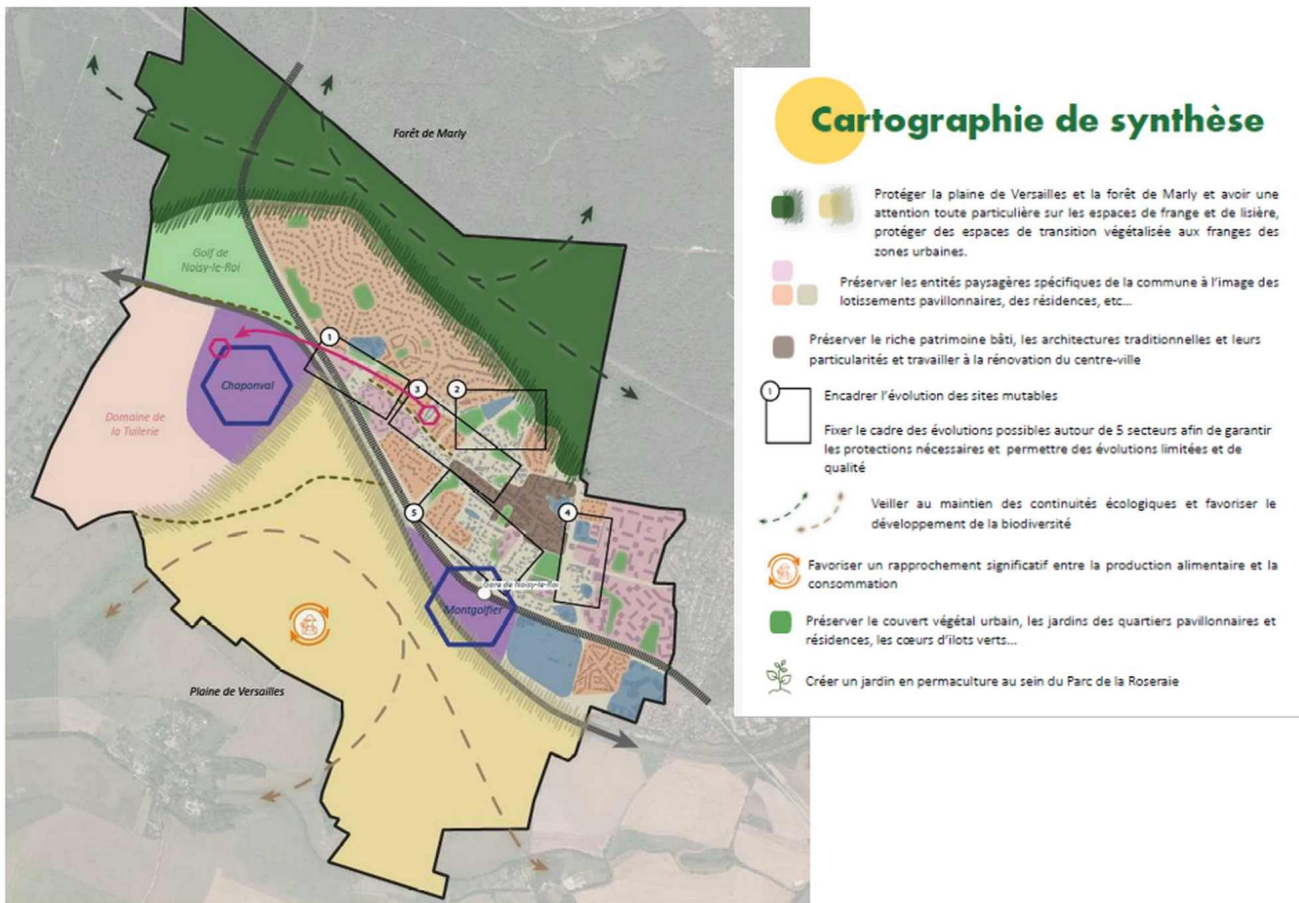 Forêt de Marly
Golf de
Noisy-le-Roi
1
Chaponval
3
2
Domaine de
la Tuilerie
5
4
Gare de Noisy-le-Roi
Montgolfier
Plaine de Versailles
Cartographie de synthèse
Protéger la plaine de Versailles et la forêt de Marly et avoir une
attention toute particulière sur les espaces de frange et de lisière,
protéger des espaces de transition végétalisée aux franges des
zones urbaines.
Préserver les entités paysagères spécifiques de la commune à l'image des
lotissements pavillonnaires, des résidences, etc...
Préserver le riche patrimoine bâti, les architectures traditionnelles et leurs
particularités et travailler à la rénovation du centre-ville
1
Encadrer l'évolution des sites mutables
Fixer le cadre des évolutions possibles autour de 5 secteurs afin de garantir
les protections nécessaires et permettre des évolutions limitées et de
qualité
Veiller au maintien des continuités écologiques et favoriser le
développement de la biodiversité
Favoriser un rapprochement significatif entre la production alimentaire et la
consommation
Préserver le couvert végétal urbain, les jardins des quartiers pavillonnaires et
résidences, les cœurs d'ilots verts...
Créer un jardin en permaculture au sein du Parc de la Roseraie